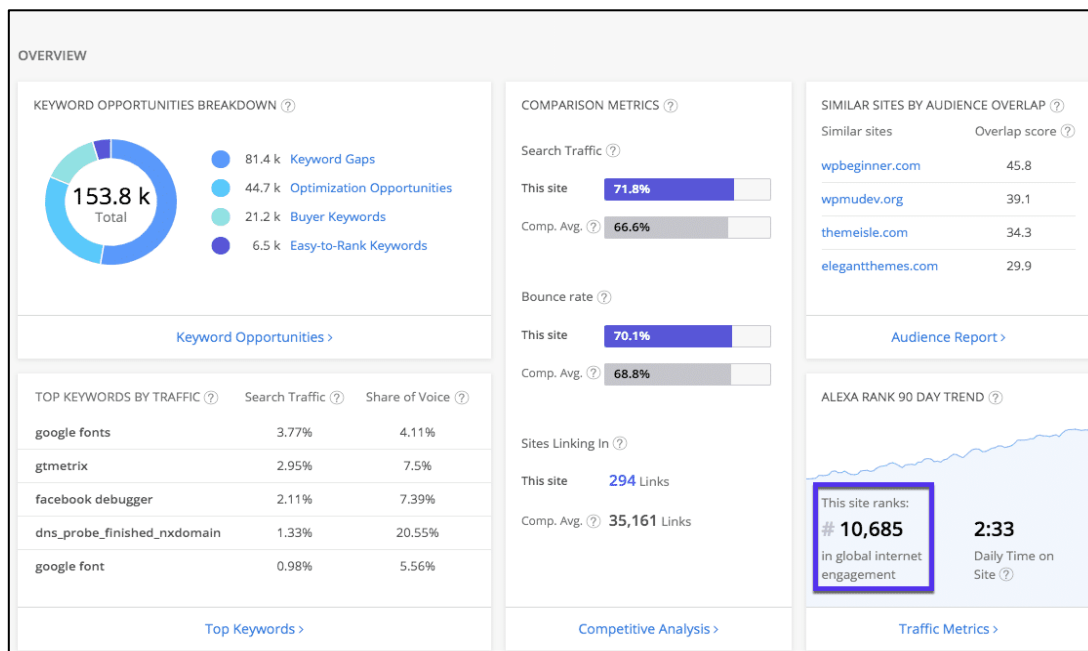 OVERVIEW
KEYWORD OPPORTUNITIES BREAKDOWN ?
153.8 k
Total
81.4 k Keyword Gaps
44.7 k Optimization Opportunities
21.2 k Buyer Keywords
6.5 k Easy-to-Rank Keywords
Keyword Opportunities >
COMPARISON METRICS ?
Search Traffic ?
This site 71.8%
Comp. Avg. ? 66.6%
Bounce rate ?
This site 70.1%
Comp. Avg. ? 68.8%
Sites Linking In ?
This site 294 Links
Comp. Avg. ? 35,161 Links
Competitive Analysis >
SIMILAR SITES BY AUDIENCE OVERLAP ?
Similar sites Overlap score ?
wpbeginner.com 45.8
wpmudev.org 39.1
themeisle.com 34.3
elegantthemes.com 29.9
Audience Report >
TOP KEYWORDS BY TRAFFIC ? Search Traffic ? Share of Voice ?
google fonts 3.77% 4.11%
gtmetrix 2.95% 7.5%
facebook debugger 2.11% 7.39%
dns_probe_finished_nxdomain 1.33% 20.55%
google font 0.98% 5.56%
Top Keywords >
ALEXA RANK 90 DAY TREND ?
This site ranks:
# 10,685
in global internet
engagement
2:33
Daily Time on
Site ?
Traffic Metrics >